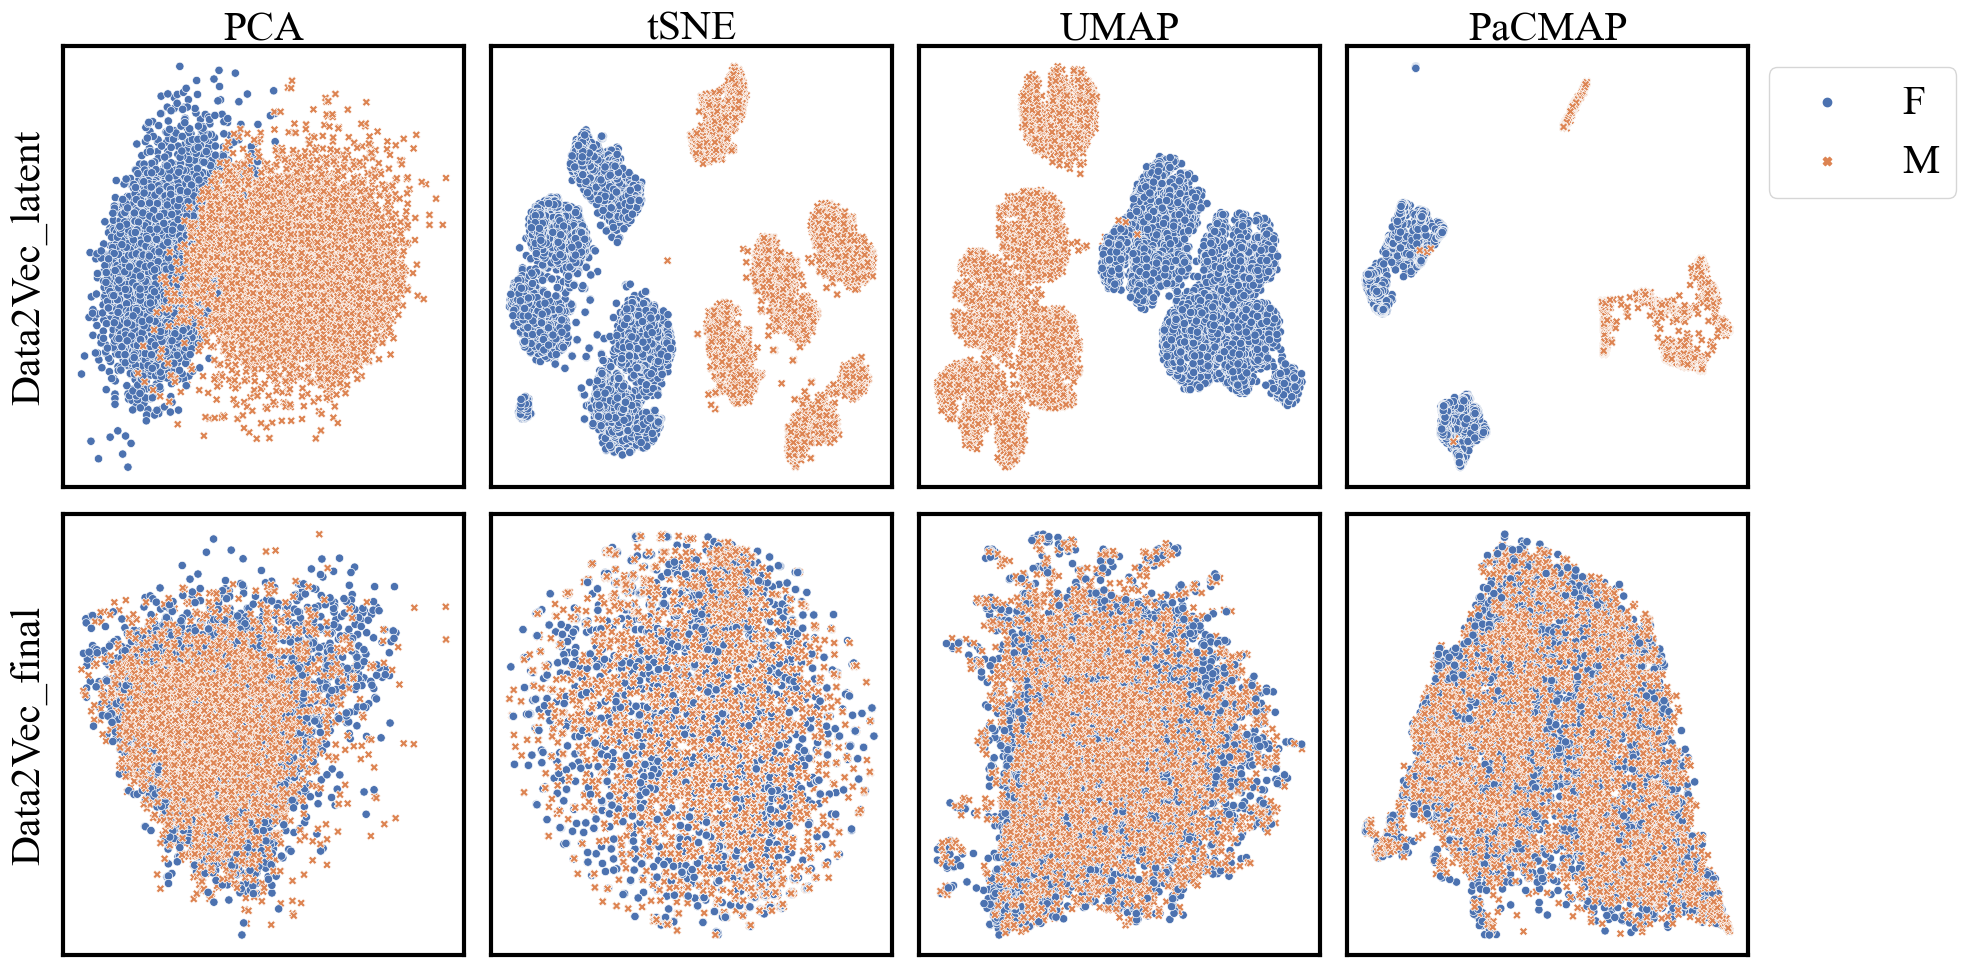 PCA
tSNE
UMAP
PaCMAP
F
M
Data2Vec_latent
Data2Vec_final